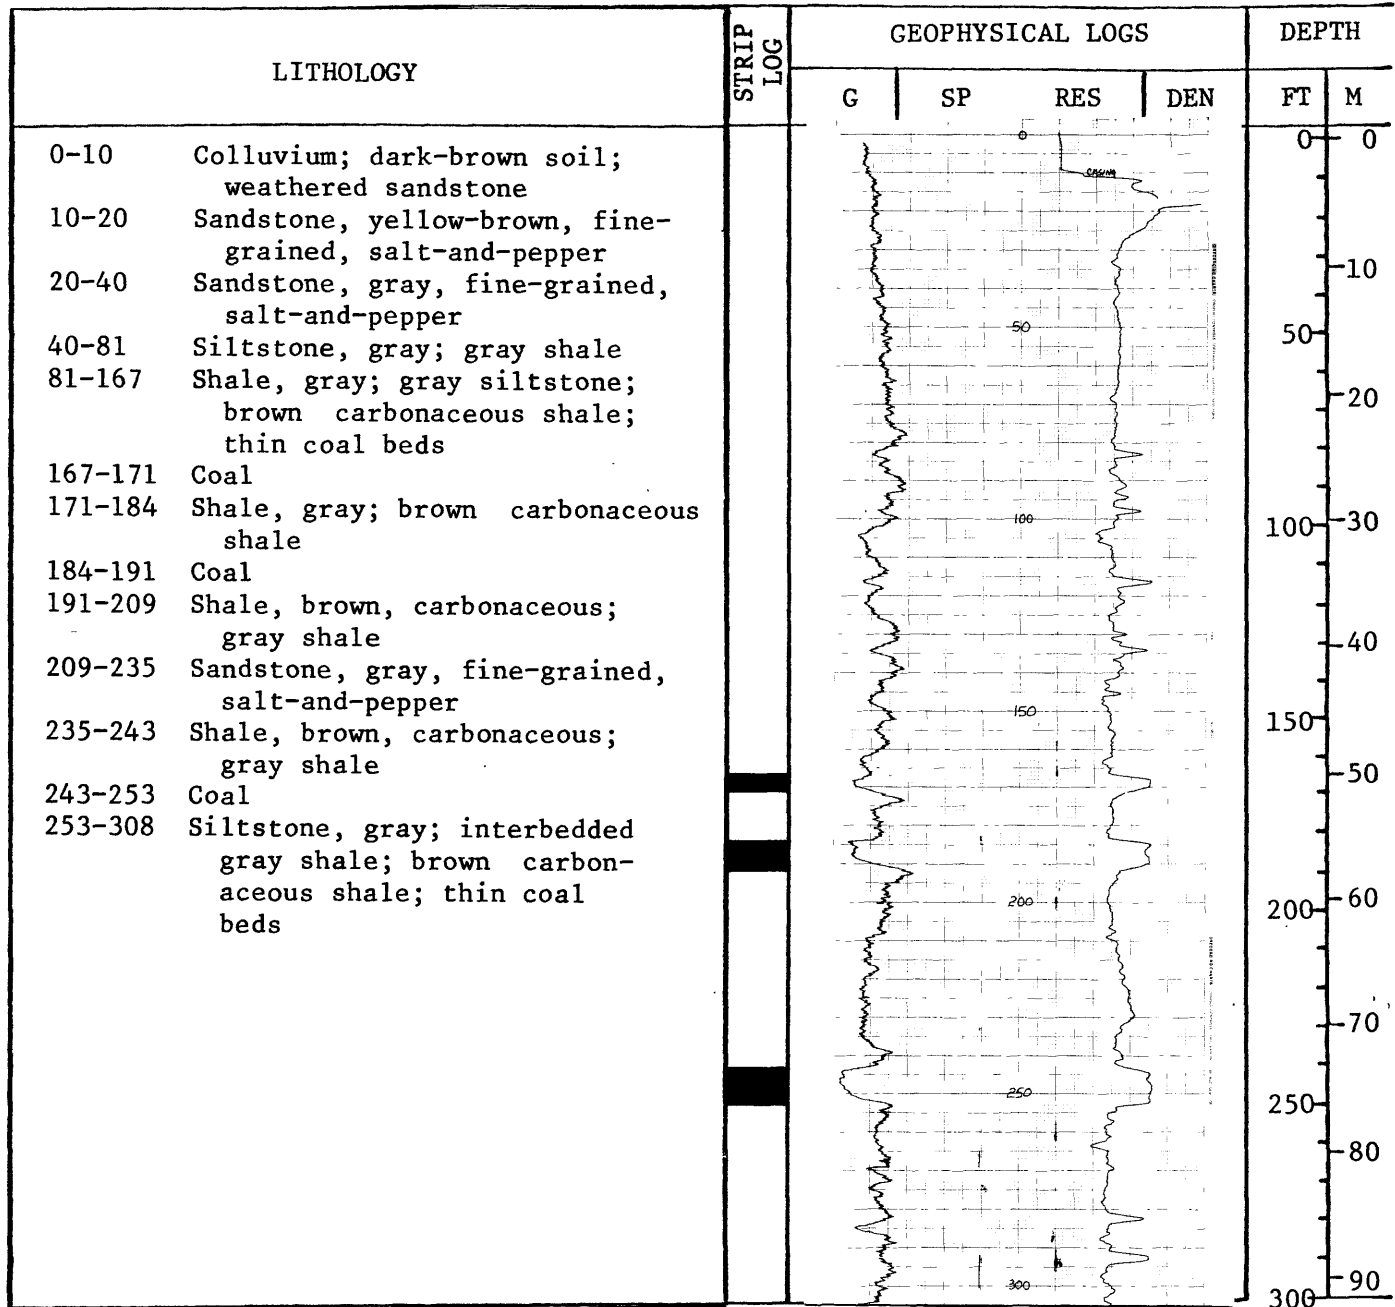 LITHOLOGY
STRIP LOG
GEOPHYSICAL LOGS
DEPTH
G SP RES DEN FT M
0-10 Colluvium; dark-brown soil;
weathered sandstone
10-20 Sandstone, yellow-brown, fine-
grained, salt-and-pepper
20-40 Sandstone, gray, fine-grained,
salt-and-pepper
40-81 Siltstone, gray; gray shale
81-167 Shale, gray; gray siltstone;
brown carbonaceous shale;
thin coal beds
167-171 Coal
171-184 Shale, gray; brown carbonaceous
shale
184-191 Coal
191-209 Shale, brown, carbonaceous;
gray shale
209-235 Sandstone, gray, fine-grained,
salt-and-pepper
235-243 Shale, brown, carbonaceous;
gray shale
243-253 Coal
253-308 Siltstone, gray; interbedded
gray shale; brown carbon-
aceous shale; thin coal
beds
0
CASING
50
100
150
200
250
300
0 0
10
50
20
100 30
40
150
50
200 60
70
250
80
90
300